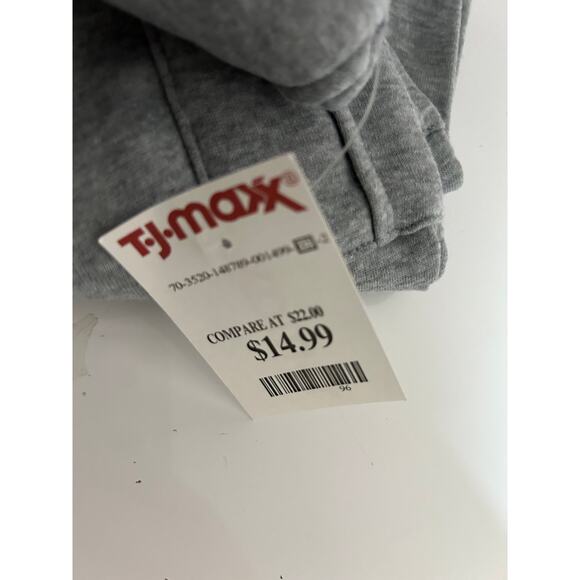 T·J·maxx®
70-3520-148789-001499-
COMPARE AT $22.00
$14.99
96